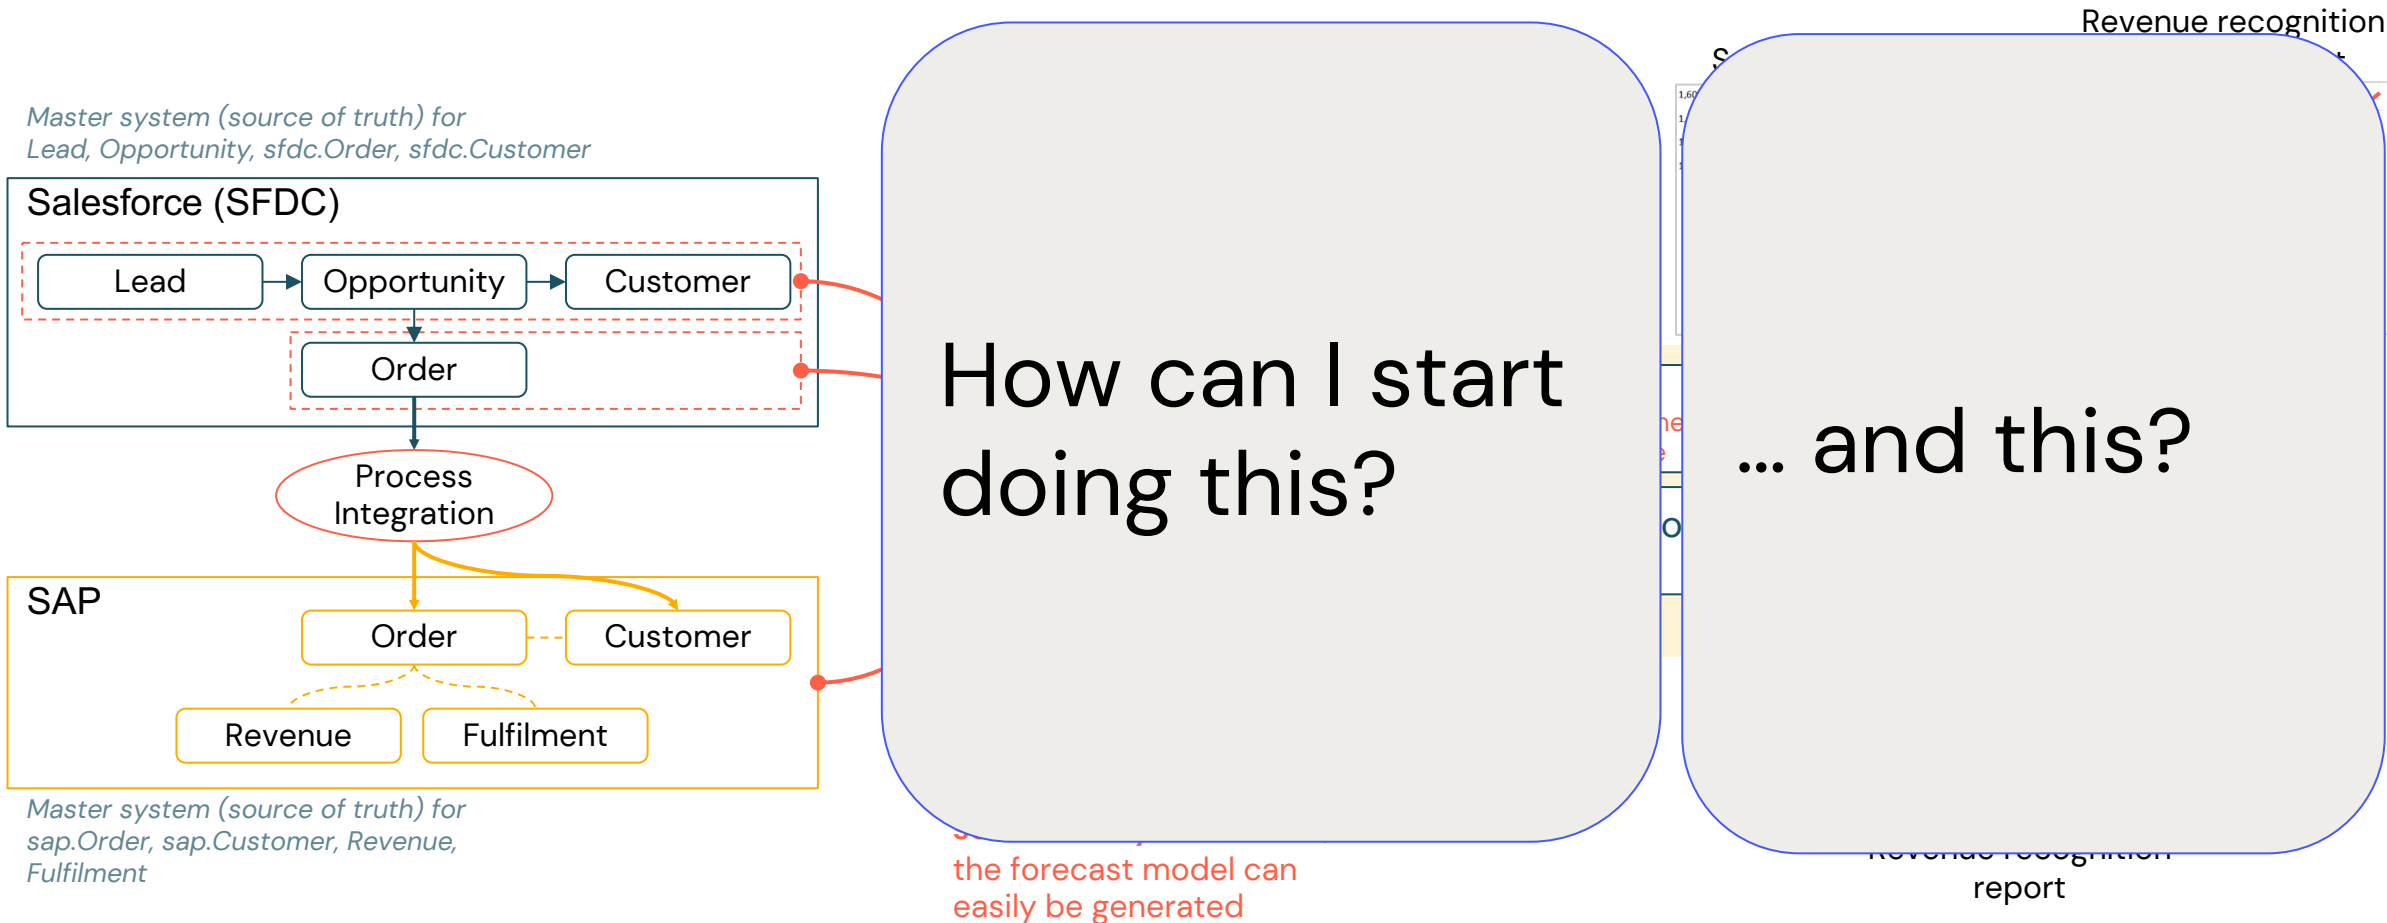 Master system (source of truth) for
Lead, Opportunity, sfdc.Order, sfdc.Customer
Salesforce (SFDC)
Lead
Opportunity
Customer
Order
Process
Integration
SAP
Order
Customer
Revenue
Fulfilment
Master system (source of truth) for
sap.Order, sap.Customer, Revenue,
Fulfilment
How can I start
doing this?
the forecast model can
easily be generated
Revenue recognition
... and this?
Revenue recognition
report